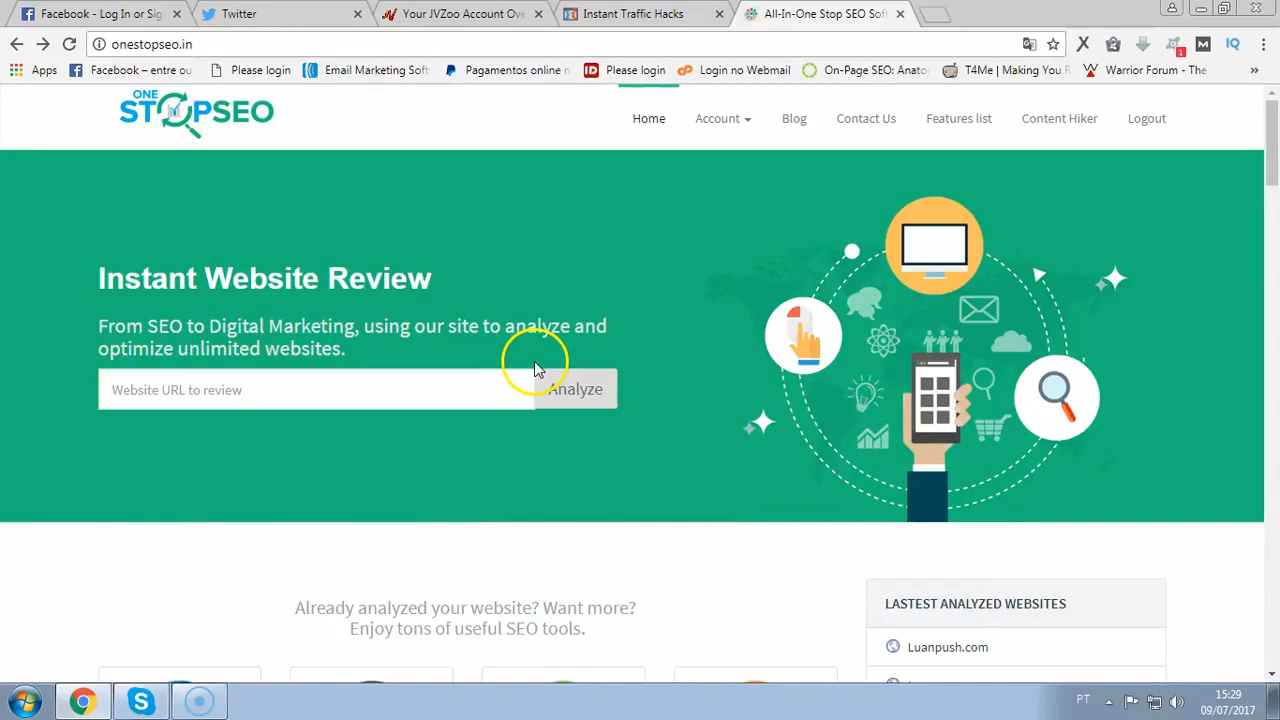 Facebook - Log In or Sig
Twitter
Your JVZoo Account Ove
Instant Traffic Hacks
All-In-One Stop SEO Soft
onestopseo.in
1
M
IQ
Apps
Facebook – entre ou
Please login
Email Marketing Soft
Pagamentos online n
ID
Please login
Login no Webmail
On-Page SEO: Anato
T4Me | Making You R
Warrior Forum - The
»
ONE
STOPSEO
Home
Account
Blog
Contact Us
Features list
Content Hiker
Logout
Instant Website Review
From SEO to Digital Marketing, using our site to analyze and
optimize unlimited websites.
Website URL to review
Analyze
Already analyzed your website? Want more?
Enjoy tons of useful SEO tools.
LASTEST ANALYZED WEBSITES
Luanpush.com
PT
15:29
09/07/2017